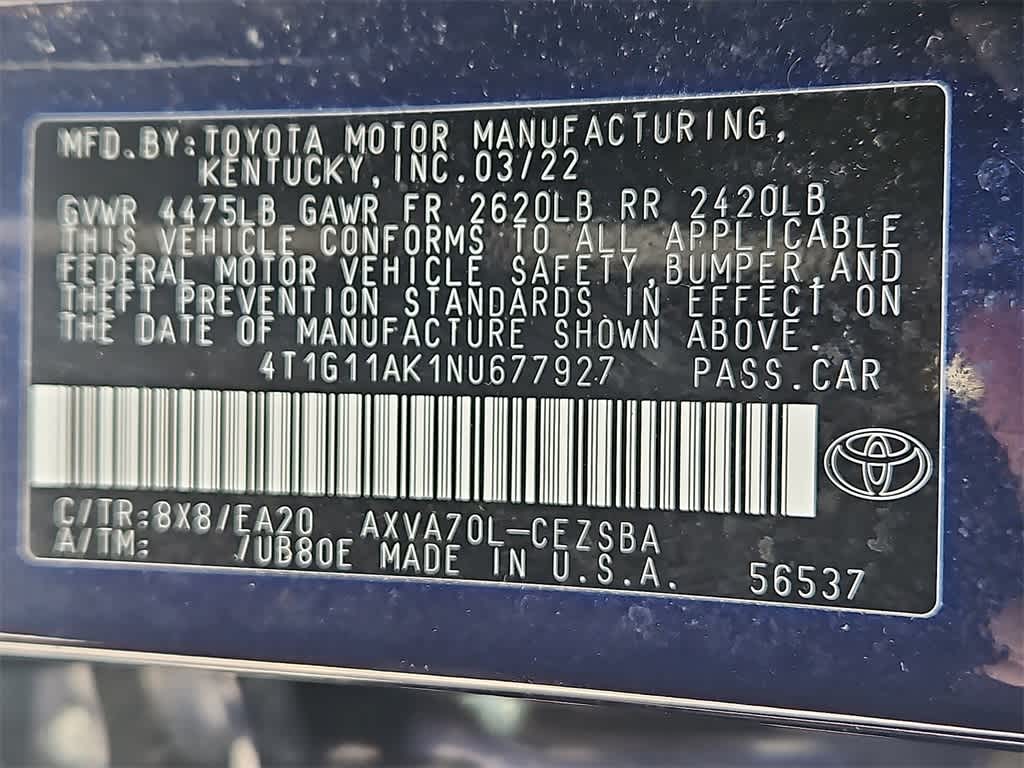 MFD.BY:TOYOTA MOTOR MANUFACTURING,
KENTUCKY,INC.03/22
GVWR 4475LB GAWR FR 2620LB RR 2420LB
THIS VEHICLE CONFORMS TO ALL APPLICABLE
FEDERAL MOTOR VEHICLE SAFETY,BUMPER,AND
THEFT PREVENTION STANDARDS IN EFFECT ON
THE DATE OF MANUFACTURE SHOWN ABOVE.
4T1G11AK1NU677927 PASS.CAR
C/TR:8X8/EA20 AXVA70L-CEZSBA
A/TM: /UB80E MADE IN U.S.A. 56537